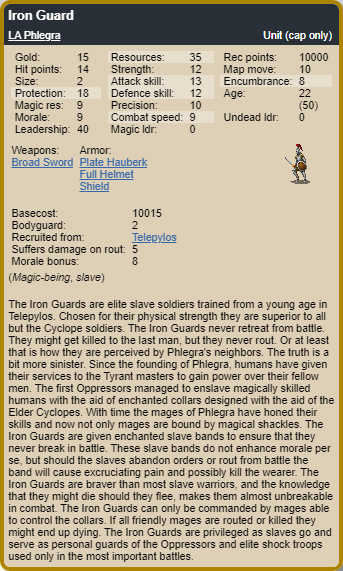 Iron Guard
LA Phlegra Unit (cap only)
Gold: 15 Resources: 35 Rec points: 10000
Hit points: 14 Strength: 12 Map move: 10
Size: 2 Attack skill: 13 Encumbrance: 8
Protection: 18 Defence skill: 12 Age: 22
Magic res: 9 Precision: 10 (50)
Morale: 9 Combat speed: 9 Undead ldr: 0
Leadership: 40 Magic ldr: 0
Weapons: Armor:
Broad Sword Plate Hauberk
Full Helmet
Shield
Basecost: 10015
Bodyguard: 2
Recruited from: Telepylos
Suffers damage on rout: 5
Morale bonus: 8
(Magic-being, slave)
The Iron Guards are elite slave soldiers trained from a young age in
Telepylos. Chosen for their physical strength they are superior to all
but the Cyclope soldiers. The Iron Guards never retreat from battle.
They might get killed to the last man, but they never rout. Or at least
that is how they are perceived by Phlegra's neighbors. The truth is a
bit more sinister. Since the founding of Phlegra, humans have given
their services to the Tyrant masters to gain power over their fellow
men. The first Oppressors managed to enslave magically skilled
humans with the aid of enchanted collars designed with the aid of the
Elder Cyclopes. With time the mages of Phlegra have honed their
skills and now not only mages are bound by magical shackles. The
Iron Guards are given enchanted slave bands to ensure that they
never break in battle. These slave bands do not enhance morale per
se, but should the slaves abandon orders or rout from battle the
band will cause excruciating pain and possibly kill the wearer. The
Iron Guards are braver than most slave warriors, and the knowledge
that they might die should they flee, makes them almost unbreakable
in combat. The Iron Guards can only be commanded by mages able
to control the collars. If all friendly mages are routed or killed they
might end up dying. The Iron Guards are privileged as slaves go and
serve as personal guards of the Oppressors and elite shock troops
used only in the most important battles.